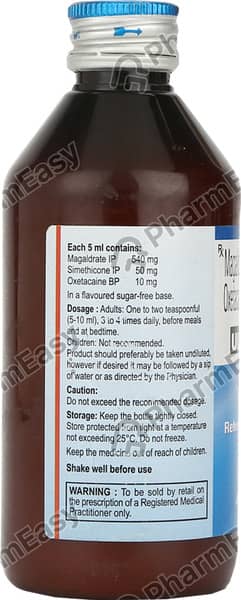 Each 5 ml contains:
Magaldrate IP 540 mg
Simethicone IP 50 mg
Oxetacaine BP 10 mg
In a flavoured sugar-free base.
Dosage : Adults: One to two teaspoonful
(5-10 ml), 3 to 4 times daily, before meals
and at bedtime.
Children: Not recommended.
Product should preferably be taken undiluted,
however if desired it may be followed by a sip
of water or as directed by the Physician.
Caution:
Do not exceed the recommended dosage.
Storage: Keep the bottle tightly closed.
Store protected from light at a temperature
not exceeding 25°C. Do not freeze.
Keep the medicine out of reach of children.
Shake well before use
WARNING : To be sold by retail on
the prescription of a Registered Medical
Practitioner only.
Rx
PharmEasy
PharmEasy
PharmEasy